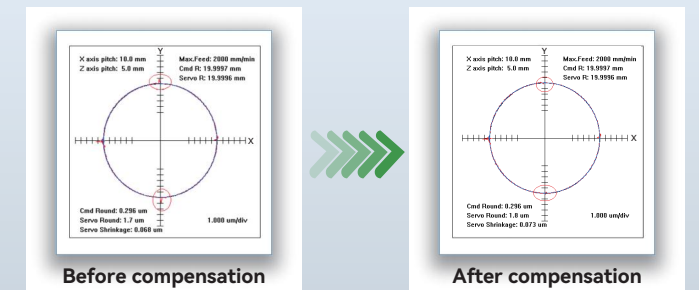 Y
X axis pitch: 10.0 mm
Z axis pitch: 5.0 mm
Max.Feed: 2000 mm/min
Cmd R: 19.9997 mm
Servo R: 19.9996 mm
X
Cmd Round: 0.296 um
Servo Round: 1.7 um
Servo Shrinkage: 0.068 um
1.000 um/div
Before compensation
Y
X axis pitch: 10.0 mm
Z axis pitch: 5.0 mm
Max.Feed: 2000 mm/min
Cmd R: 19.9997 mm
Servo R: 19.9996 mm
X
Cmd Round: 0.296 um
Servo Round: 1.8 um
Servo Shrinkage: 0.073 um
1.000 um/div
After compensation